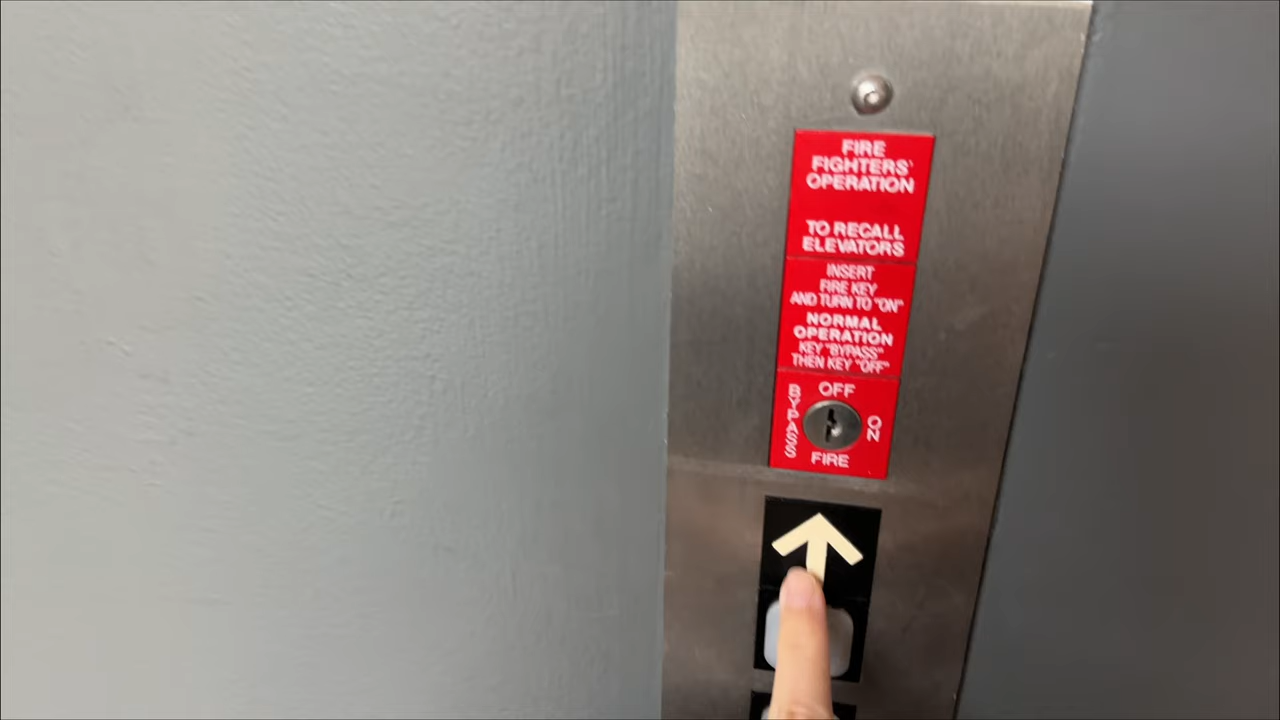 FIRE
FIGHTERS'
OPERATION
TO RECALL
ELEVATORS
INSERT
FIRE KEY
AND TURN TO "ON"
NORMAL
OPERATION
KEY "BYPASS"
THEN KEY "OFF"
OFF
BYPASS
ON
FIRE